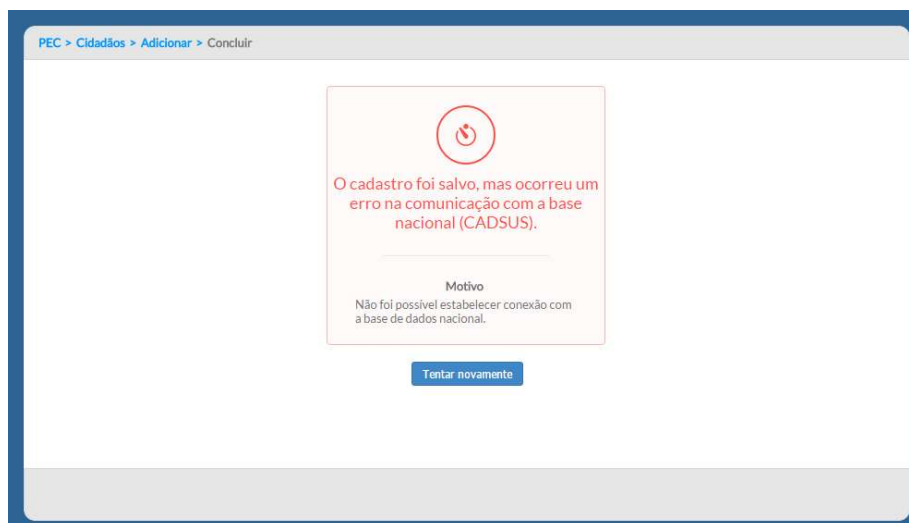 PEC > Cidadãos > Adicionar > Concluir
O cadastro foi salvo, mas ocorreu um
erro na comunicação com a base
nacional (CADSUS).
Motivo
Não foi possível estabelecer conexão com
a base de dados nacional.
Tentar novamente